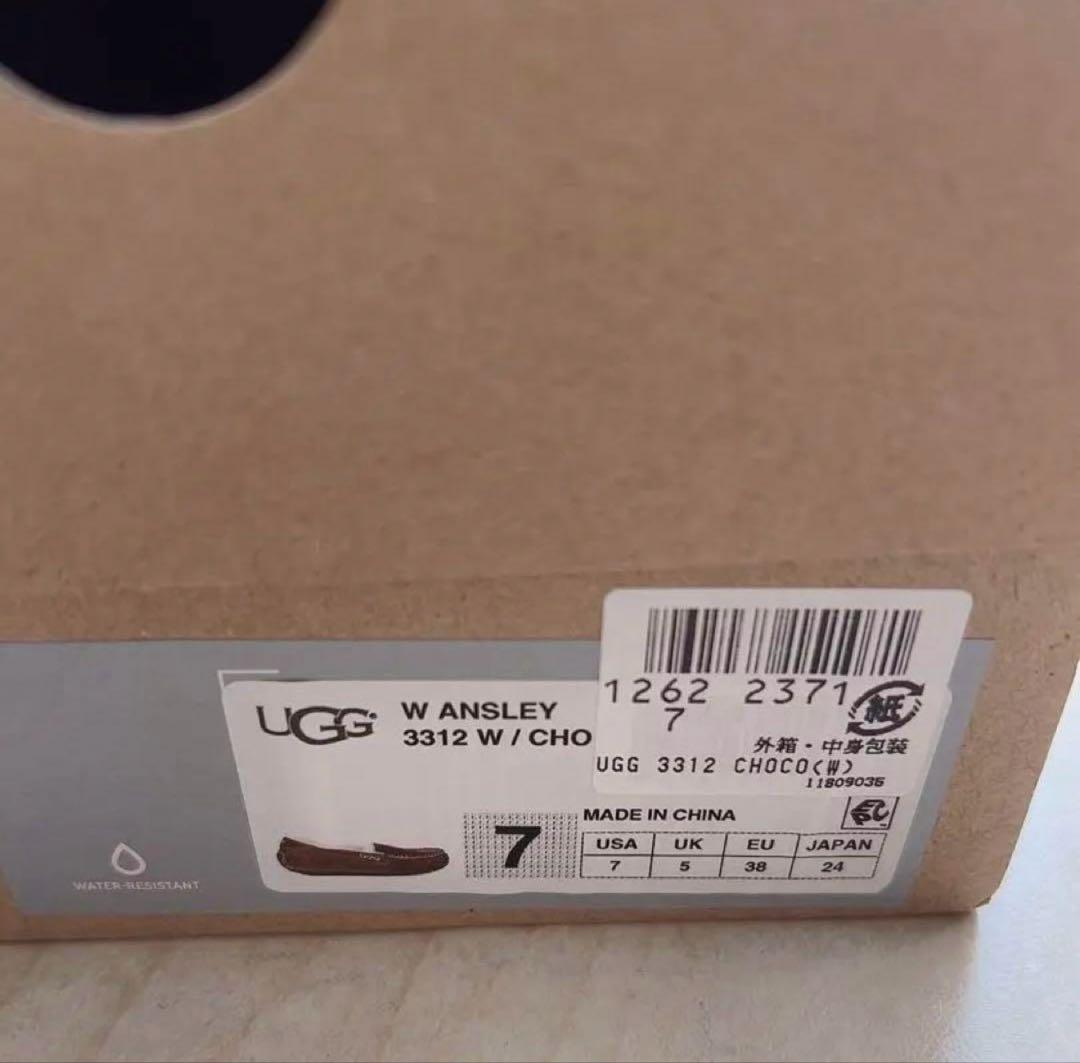 1262 2371
7
紙
外箱・中身包装
UGG 3312 CHOCO(W)
11809035
UGG
W ANSLEY
3312 W / CHO
7
MADE IN CHINA
USA UK EU JAPAN
7 5 38 24
WATER-RESISTANT